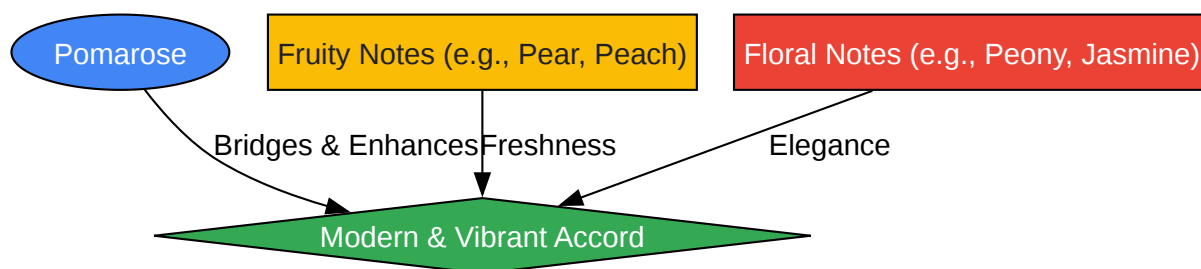 Pomarose
Fruity Notes (e.g., Pear, Peach)
Floral Notes (e.g., Peony, Jasmine)
Bridges & Enhances
Freshness
Elegance
Modern & Vibrant Accord